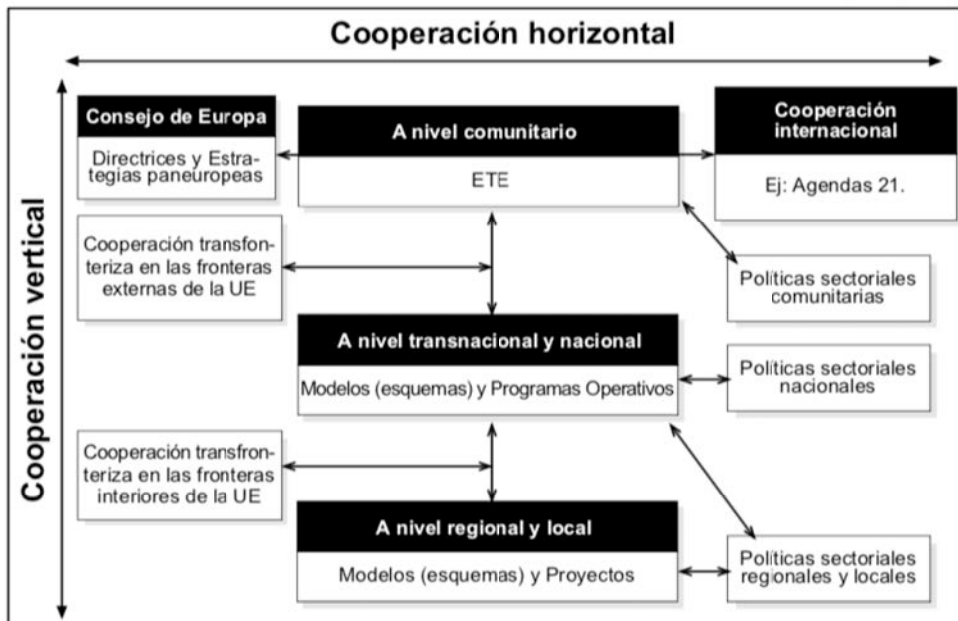 Cooperación horizontal
Cooperación vertical
Consejo de Europa
Directrices y Estra-
tegias paneuropeas
A nivel comunitario
ETE
Cooperación
internacional
Ej: Agendas 21.
Cooperación transfon-
teriza en las fronteras
externas de la UE
Políticas sectoriales
comunitarias
A nivel transnacional y nacional
Modelos (esquemas) y Programas Operativos
Políticas sectoriales
nacionales
Cooperación transfron-
teriza en las fronteras
interiores de la UE
A nivel regional y local
Modelos (esquemas) y Proyectos
Políticas sectoriales
regionales y locales